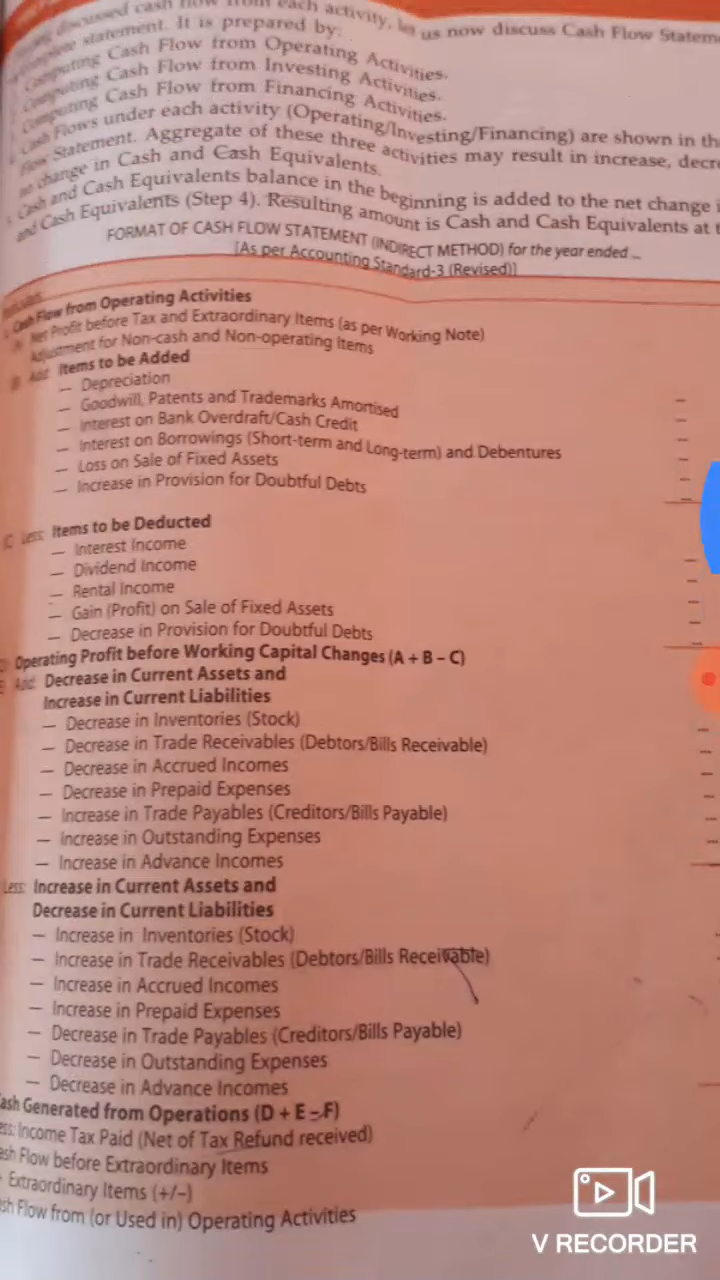 discussed cash flow from each activity, let us now discuss Cash Flow
statement. It is prepared by:
Computing Cash Flow from Operating Activities.
Computing Cash Flow from Investing Activities.
Computing Cash Flow from Financing Activities.
Cash Flows under each activity (Operating/Investing/Financing) are shown in
Flow Statement. Aggregate of these three activities may result in increase,
no change in Cash and Cash Equivalents.
Cash and Cash Equivalents balance in the beginning is added to the net change
and Cash Equivalents (Step 4). Resulting amount is Cash and Cash Equivalents at
FORMAT OF CASH FLOW STATEMENT (INDIRECT METHOD) for the year ended ...
[As per Accounting Standard-3 (Revised)]
Cash Flow from Operating Activities
Net Profit before Tax and Extraordinary Items (as per Working Note)
Adjustment for Non-cash and Non-operating Items
Add: Items to be Added
— Depreciation
— Goodwill, Patents and Trademarks Amortised
— Interest on Bank Overdraft/Cash Credit
— Interest on Borrowings (Short-term and Long-term) and Debentures
— Loss on Sale of Fixed Assets
— Increase in Provision for Doubtful Debts
Less: Items to be Deducted
— Interest Income
— Dividend Income
— Rental Income
— Gain (Profit) on Sale of Fixed Assets
— Decrease in Provision for Doubtful Debts
Operating Profit before Working Capital Changes (A + B – C)
Add: Decrease in Current Assets and
Increase in Current Liabilities
— Decrease in Inventories (Stock)
— Decrease in Trade Receivables (Debtors/Bills Receivable)
— Decrease in Accrued Incomes
— Decrease in Prepaid Expenses
— Increase in Trade Payables (Creditors/Bills Payable)
— Increase in Outstanding Expenses
— Increase in Advance Incomes
Less: Increase in Current Assets and
Decrease in Current Liabilities
— Increase in Inventories (Stock)
— Increase in Trade Receivables (Debtors/Bills Receivable)
— Increase in Accrued Incomes
— Increase in Prepaid Expenses
— Decrease in Trade Payables (Creditors/Bills Payable)
— Decrease in Outstanding Expenses
— Decrease in Advance Incomes
Generated from Operations (D + E – F)
Income Tax Paid (Net of Tax Refund received)
Flow before Extraordinary Items
Extraordinary Items (+/–)
Flow from (or Used in) Operating Activities
V RECORDER